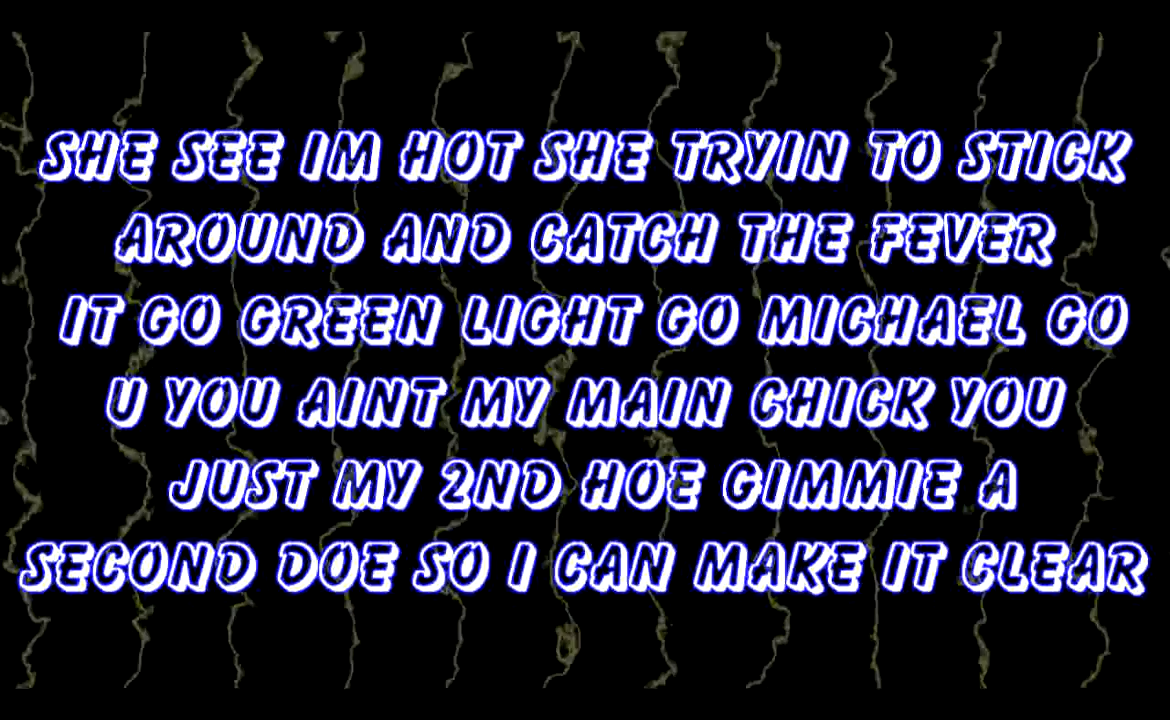 SHE SEE IM HOT SHE TRYIN TO STICK
AROUND AND CATCH THE FEVER
IT GO GREEN LIGHT GO MICHAEL GO
U YOU AINT MY MAIN CHICK YOU
JUST MY 2ND HOE GIMMIE A
SECOND DOE SO I CAN MAKE IT CLEAR